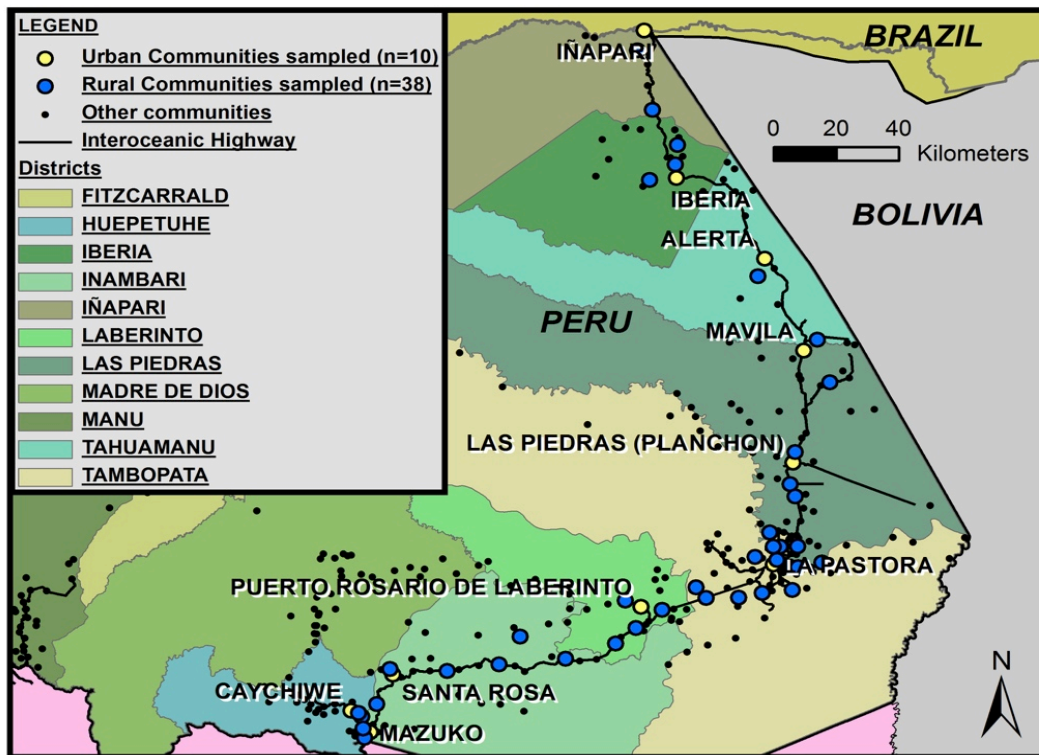 LEGEND
Urban Communities sampled (n=10)
Rural Communities sampled (n=38)
Other communities
Interoceanic Highway
Districts
FITZCARRALD
HUEPETUHE
IBERIA
INAMBARI
IÑAPARI
LABERINTO
LAS PIEDRAS
MADRE DE DIOS
MANU
TAHUAMANU
TAMBOPATA
BRAZIL
IÑAPARI
0 20 40
Kilometers
IBERIA
BOLIVIA
ALERTA
PERU
MAVILA
LAS PIEDRAS (PLANCHON)
LA PASTORA
PUERTO ROSARIO DE LABERINTO
CAYCHIWE
SANTA ROSA
MAZUKO
N